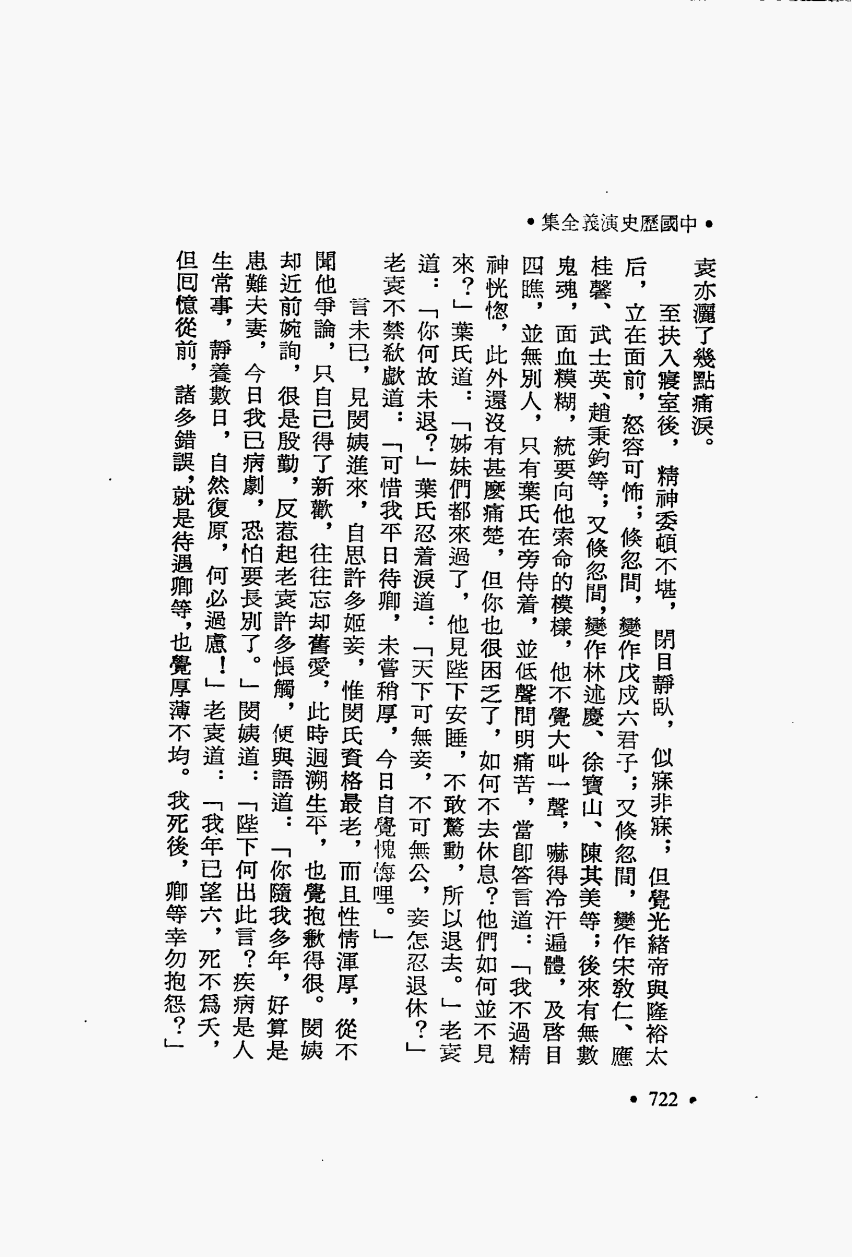 •中國歷史演義全集•
袁亦灑了幾點痛淚。
至扶入寢室後，精神委頓不堪，閉目靜臥，似寐非寐；但覺光緒帝與隆裕太
后，立在面前，怒容可怖；倏忽間，變作戊戌六君子；又倏忽間，變作宋敎仁、應
桂馨、武士英、趙秉鈞等；又倏忽間，變作林述慶、徐寶山、陳其美等；後來有無數
鬼魂，面血糢糊，統要向他索命的模樣，他不覺大叫一聲，嚇得冷汗遍體，及啓目
四瞧，並無別人，只有葉氏在旁侍着，並低聲問明痛苦，當卽答言道：「我不過精
神恍惚，此外還沒有甚麼痛楚，但你也很困乏了，如何不去休息？他們如何並不見
來？」葉氏道：「姊妹們都來過了，他見陛下安睡，不敢驚動，所以退去。」老袁
道：「你何故未退？」葉氏忍着淚道：「天下可無妾，不可無公，妾怎忍退休？」
老袁不禁欷歔道：「可惜我平日待卿，未嘗稍厚，今日自覺愧悔哩。」
言未已，見閔姨進來，自思許多姬妾，惟閔氏資格最老，而且性情渾厚，從不
聞他爭論，只自己得了新歡，往往忘却舊愛，此時迴溯生平，也覺抱歉得很。閔姨
却近前婉詢，很是殷勤，反惹起老袁許多悵觸，便與語道：「你隨我多年，好算是
患難夫妻，今日我已病劇，恐怕要長別了。」閔姨道：「陛下何出此言？疾病是人
生常事，靜養數日，自然復原，何必過慮！」老袁道：「我年已望六，死不爲夭，
但回憶從前，諸多錯誤，就是待遇卿等，也覺厚薄不均。我死後，卿等幸勿抱怨？」
•722•